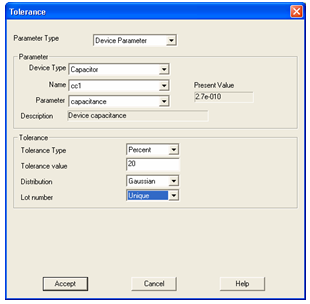 Tolerance
Parameter Type Device Parameter
Parameter
Device Type Capacitor
Name cc1 Present Value
Parameter capacitance 2.7e-010
Description Device capacitance
Tolerance
Tolerance Type Percent
Tolerance value 20
Distribution Gaussian
Lot number Unique
Accept Cancel Help